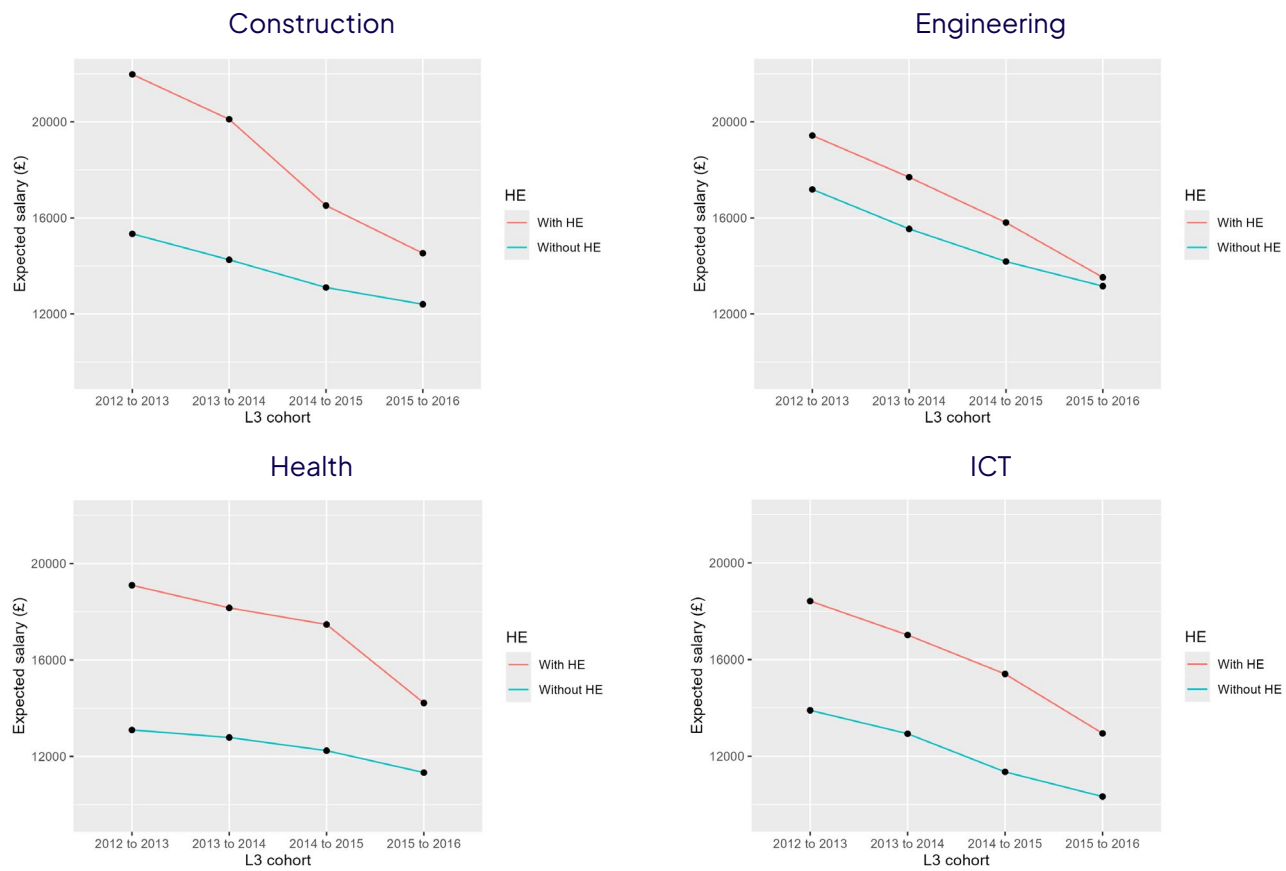 Construction
Expected salary (£)
20000
16000
12000
2012 to 2013 2013 to 2014 2014 to 2015 2015 to 2016
L3 cohort
HE
With HE
Without HE
Engineering
Expected salary (£)
20000
16000
12000
2012 to 2013 2013 to 2014 2014 to 2015 2015 to 2016
L3 cohort
HE
With HE
Without HE
Health
Expected salary (£)
20000
16000
12000
2012 to 2013 2013 to 2014 2014 to 2015 2015 to 2016
L3 cohort
HE
With HE
Without HE
ICT
Expected salary (£)
20000
16000
12000
2012 to 2013 2013 to 2014 2014 to 2015 2015 to 2016
L3 cohort
HE
With HE
Without HE